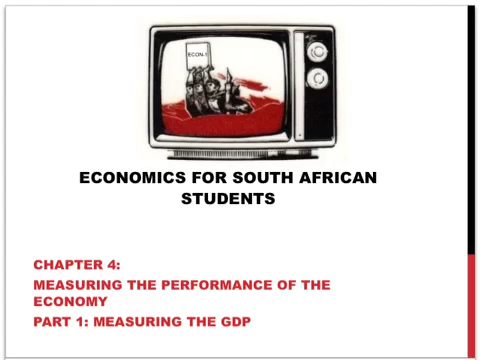 ECON-1
ECONOMICS FOR SOUTH AFRICAN
STUDENTS
CHAPTER 4:
MEASURING THE PERFORMANCE OF THE
ECONOMY
PART 1: MEASURING THE GDP